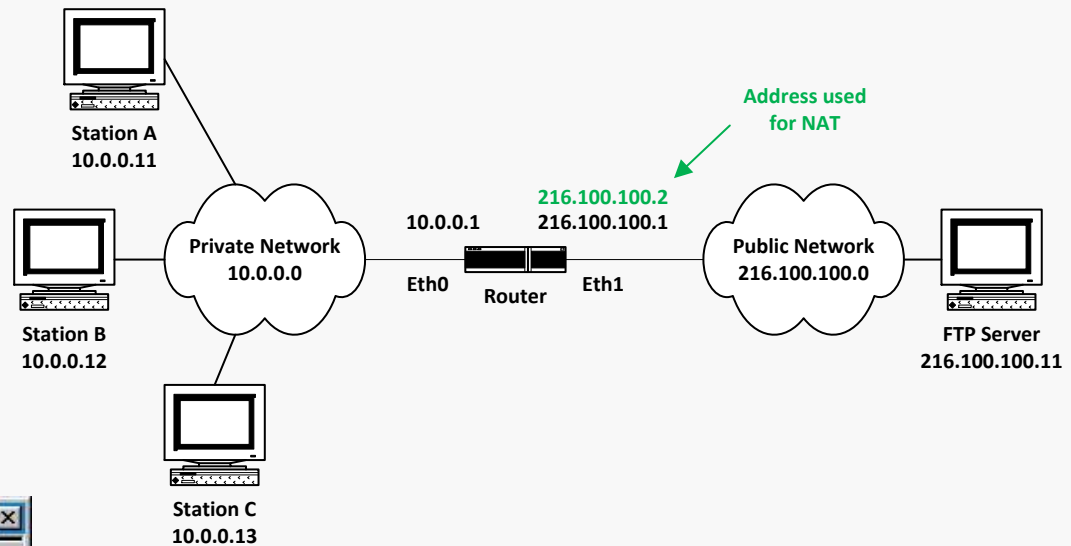 Station A
10.0.0.11
Address used
for NAT
216.100.100.2
10.0.0.1
216.100.100.1
Private Network
10.0.0.0
Public Network
216.100.100.0
Eth0
Router
Eth1
Station B
10.0.0.12
FTP Server
216.100.100.11
Station C
10.0.0.13